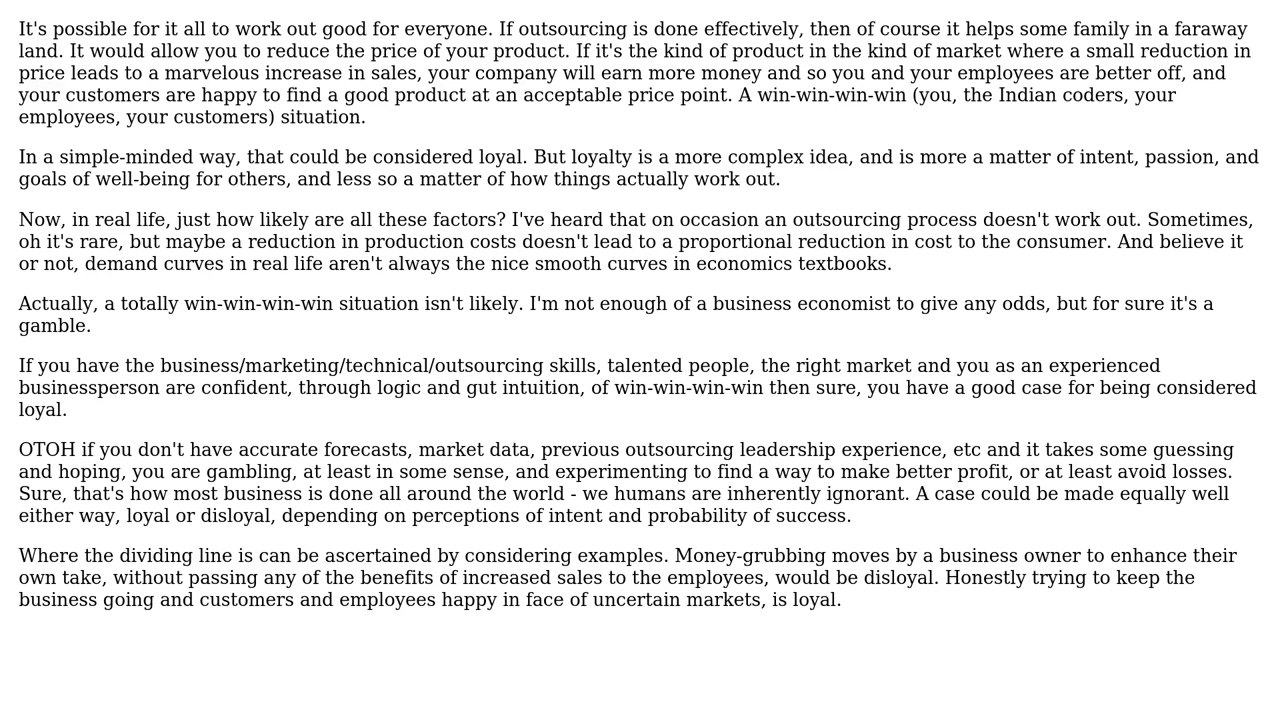 It's possible for it all to work out good for everyone. If outsourcing is done effectively, then of course it helps some family in a faraway
land. It would allow you to reduce the price of your product. If it's the kind of product in the kind of market where a small reduction in
price leads to a marvelous increase in sales, your company will earn more money and so you and your employees are better off, and
your customers are happy to find a good product at an acceptable price point. A win-win-win-win (you, the Indian coders, your
employees, your customers) situation.
In a simple-minded way, that could be considered loyal. But loyalty is a more complex idea, and is more a matter of intent, passion, and
goals of well-being for others, and less so a matter of how things actually work out.
Now, in real life, just how likely are all these factors? I've heard that on occasion an outsourcing process doesn't work out. Sometimes,
oh it's rare, but maybe a reduction in production costs doesn't lead to a proportional reduction in cost to the consumer. And believe it
or not, demand curves in real life aren't always the nice smooth curves in economics textbooks.
Actually, a totally win-win-win-win situation isn't likely. I'm not enough of a business economist to give any odds, but for sure it's a
gamble.
If you have the business/marketing/technical/outsourcing skills, talented people, the right market and you as an experienced
businessperson are confident, through logic and gut intuition, of win-win-win-win then sure, you have a good case for being considered
loyal.
OTOH if you don't have accurate forecasts, market data, previous outsourcing leadership experience, etc and it takes some guessing
and hoping, you are gambling, at least in some sense, and experimenting to find a way to make better profit, or at least avoid losses.
Sure, that's how most business is done all around the world - we humans are inherently ignorant. A case could be made equally well
either way, loyal or disloyal, depending on perceptions of intent and probability of success.
Where the dividing line is can be ascertained by considering examples. Money-grubbing moves by a business owner to enhance their
own take, without passing any of the benefits of increased sales to the employees, would be disloyal. Honestly trying to keep the
business going and customers and employees happy in face of uncertain markets, is loyal.